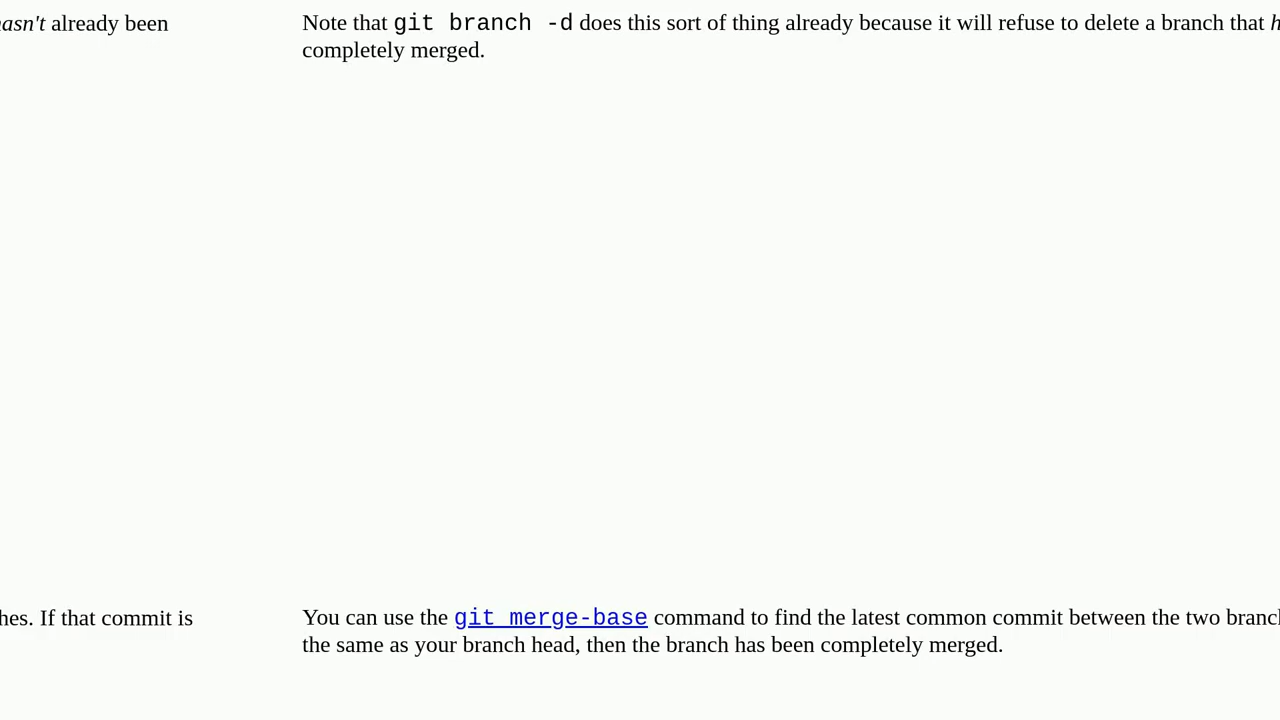 asn't already been
Note that git branch -d does this sort of thing already because it will refuse to delete a branch that
completely merged.
hes. If that commit is
You can use the git merge-base command to find the latest common commit between the two branc
the same as your branch head, then the branch has been completely merged.